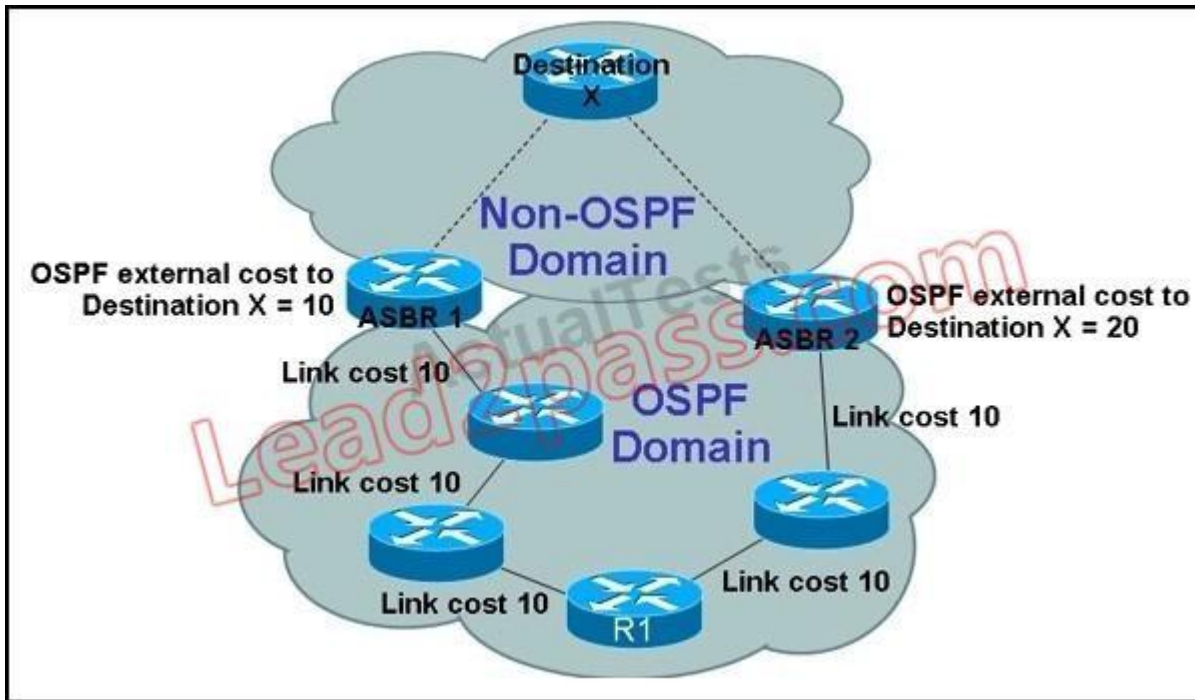 Destination
X
Non-OSPF
Domain
OSPF external cost to
Destination X = 10
ASBR 1
OSPF external cost to
Destination X = 20
ASBR 2
ActualTests
Lead2pass.com
Link cost 10
OSPF
Domain
Link cost 10
Link cost 10
Link cost 10
Link cost 10
R1